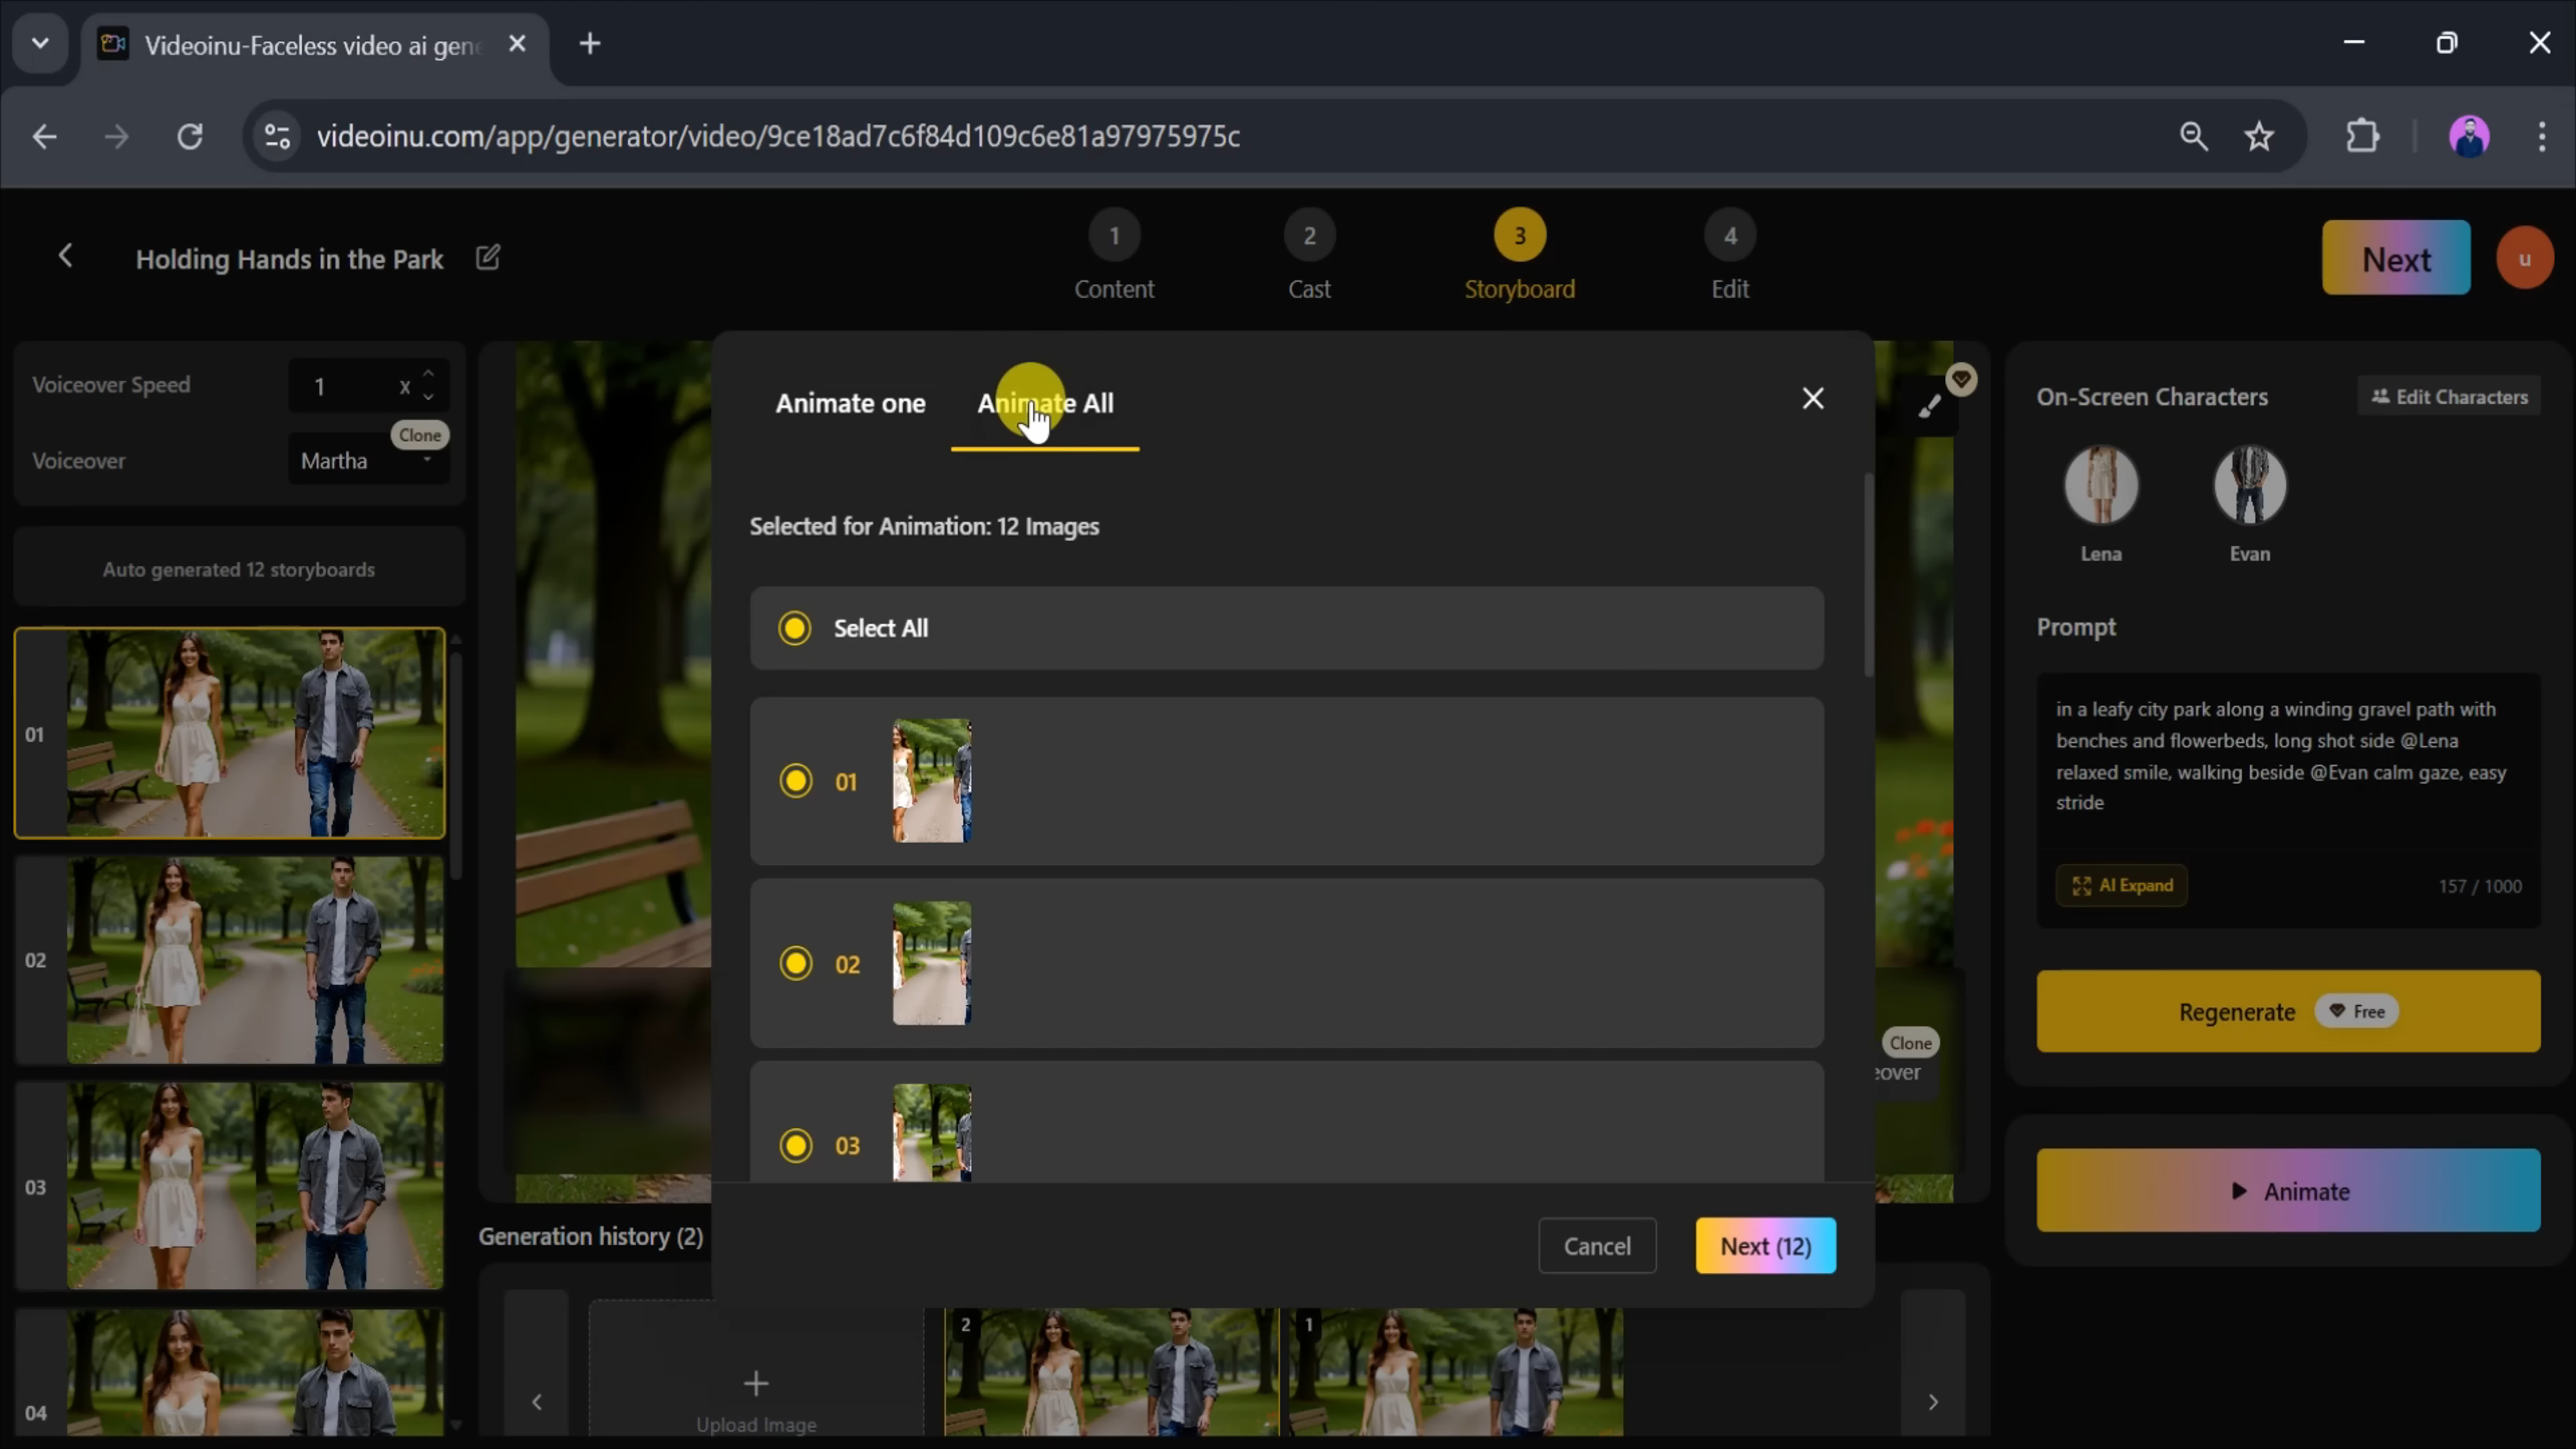 Videoinu-Faceless video ai gene
videoinu.com/app/generator/video/9ce18ad7c6f84d109c6e81a97975975c
Holding Hands in the Park
1
Content
2
Cast
3
Storyboard
4
Edit
Next
u
Voiceover Speed
1
x
Voiceover
Clone
Martha
Auto generated 12 storyboards
01
02
03
04
Animate one
Animate All
Selected for Animation: 12 Images
Select All
01
02
03
Cancel
Next (12)
Clone
eover
Generation history (2)
Upload Image
2
1
On-Screen Characters
Edit Characters
Lena
Evan
Prompt
in a leafy city park along a winding gravel path with
benches and flowerbeds, long shot side @Lena
relaxed smile, walking beside @Evan calm gaze, easy
stride
AI Expand
157 / 1000
Regenerate
Free
Animate